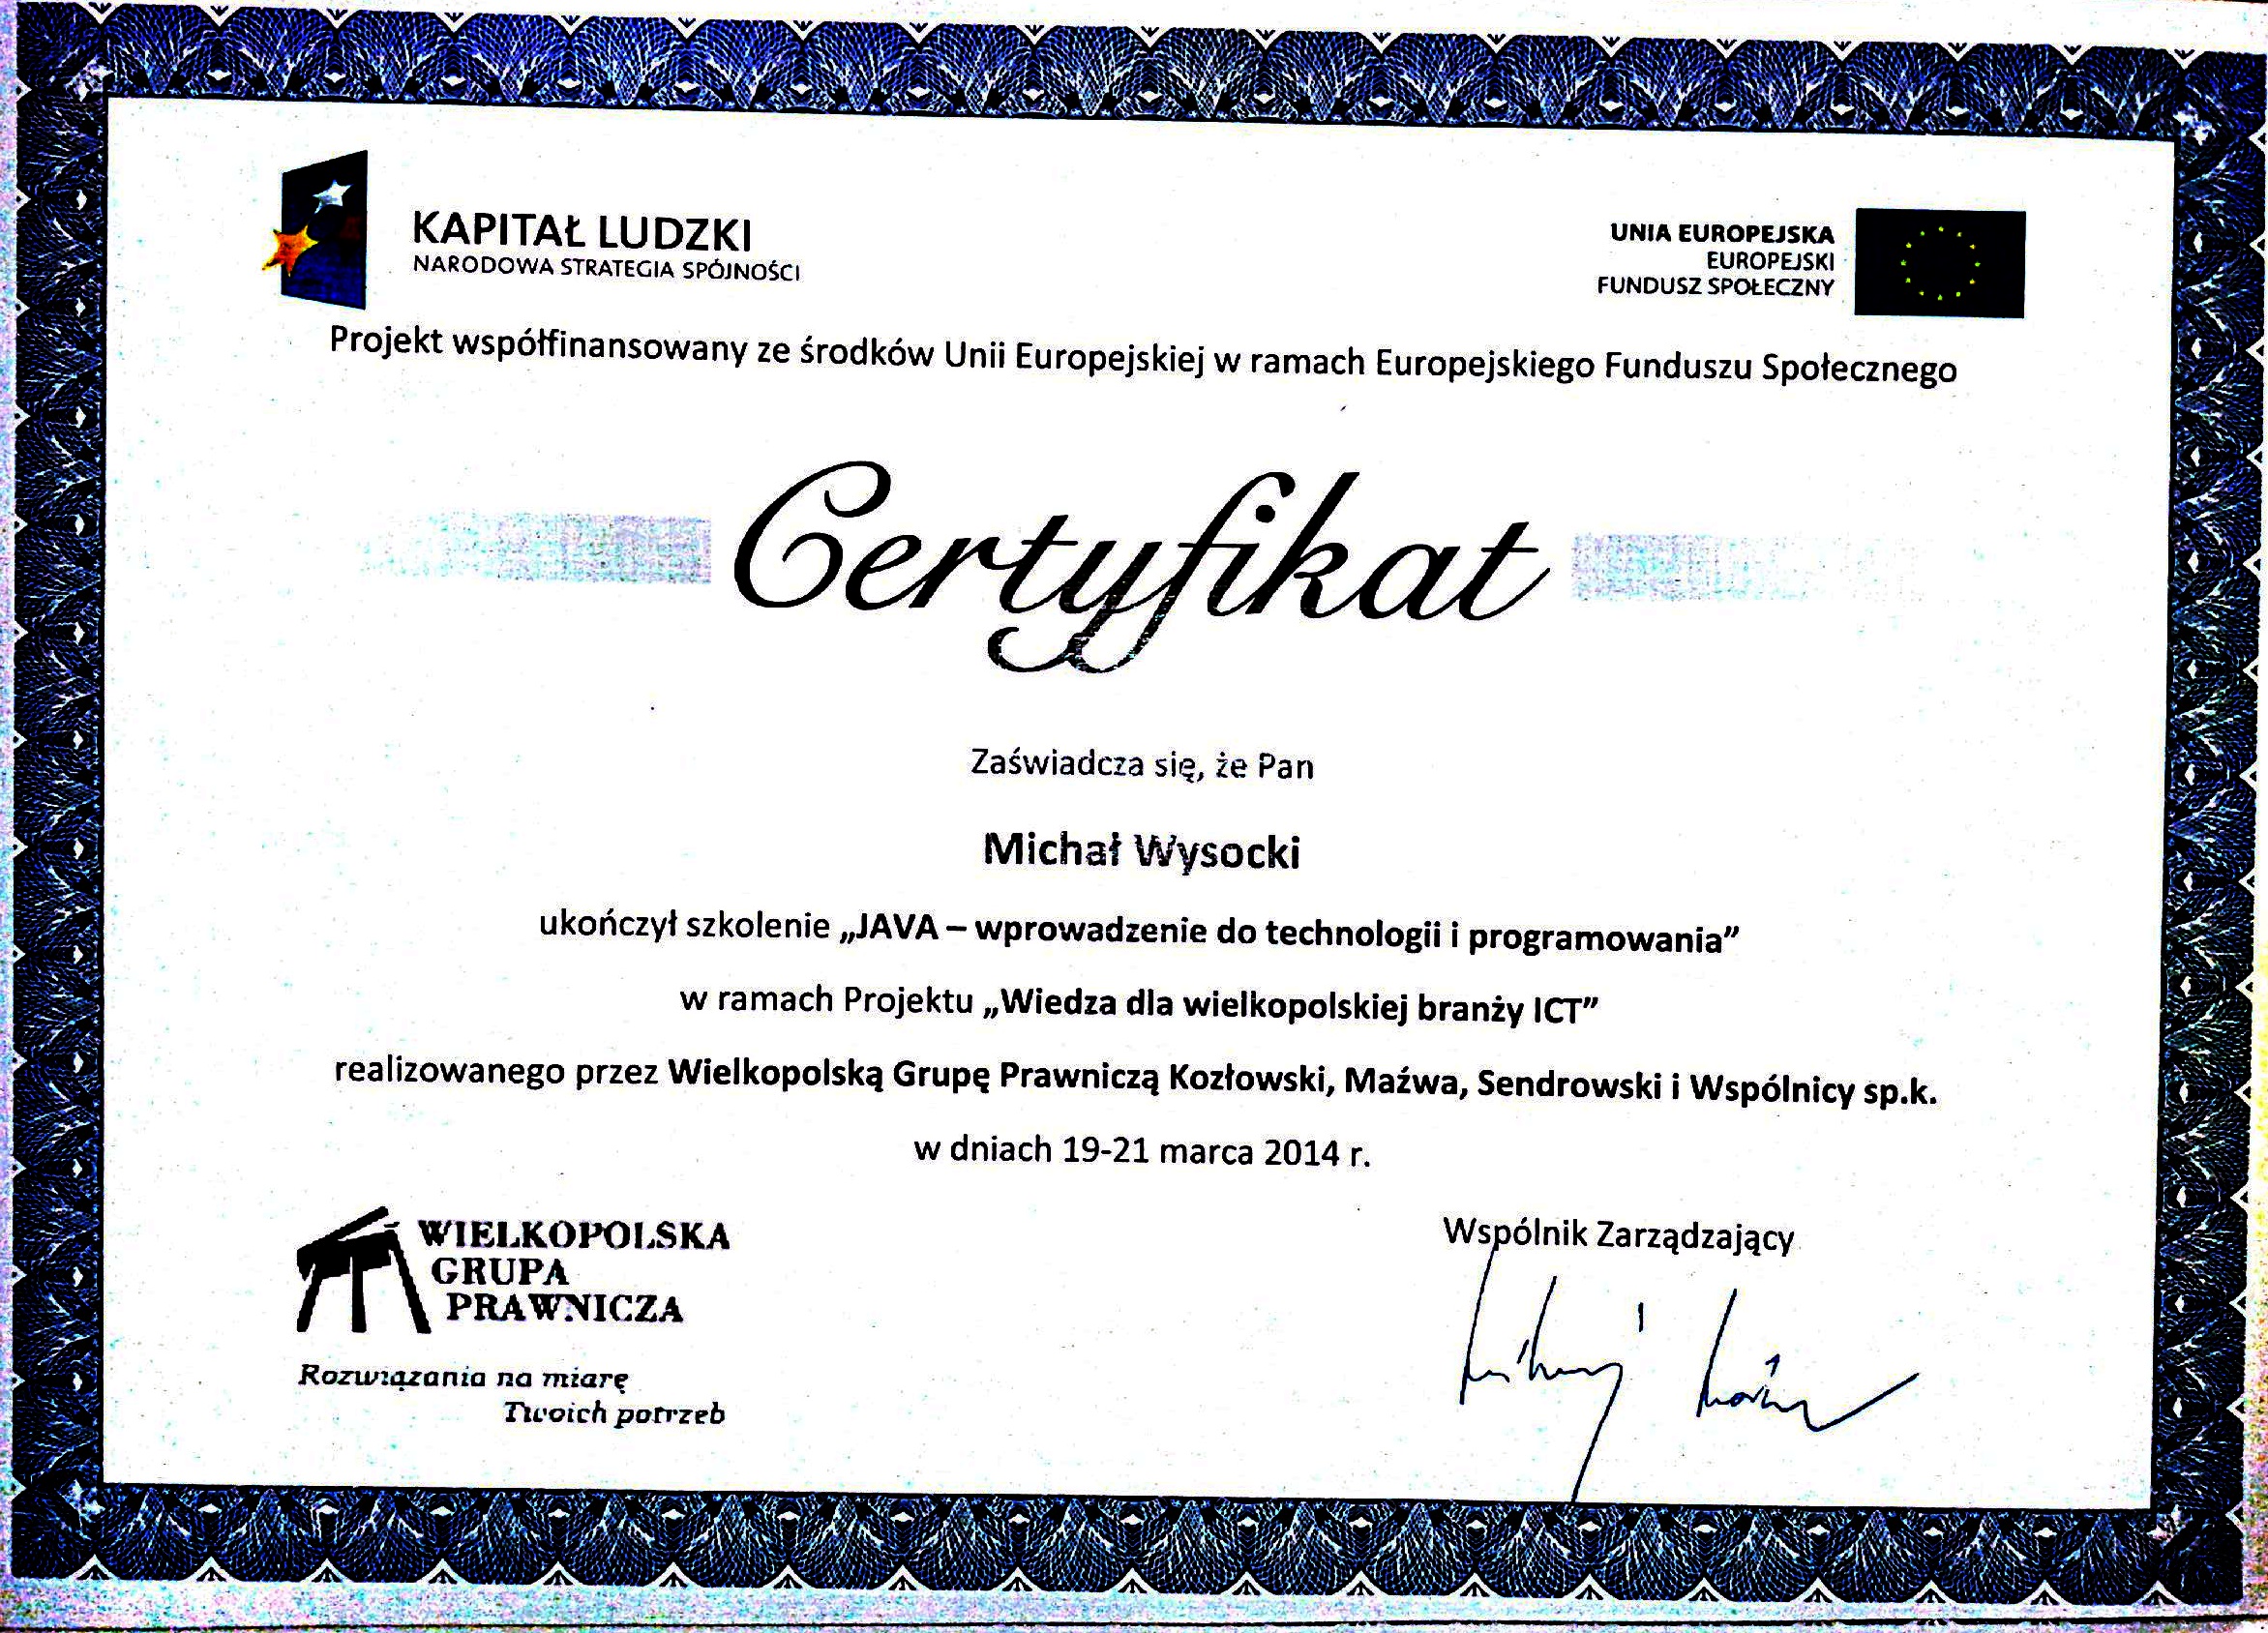 KAPITAŁ LUDZKI
NARODOWA STRATEGIA SPÓJNOŚCI
UNIA EUROPEJSKA
EUROPEJSKI
FUNDUSZ SPOŁECZNY
Projekt współfinansowany ze środków Unii Europejskiej w ramach Europejskiego Funduszu Społecznego
Certyfikat
Zaświadcza się, że Pan
Michał Wysocki
ukończył szkolenie „JAVA – wprowadzenie do technologii i programowania”
w ramach Projektu „Wiedza dla wielkopolskiej branży ICT”
realizowanego przez Wielkopolską Grupę Prawniczą Kozłowski, Maźwa, Sendrowski i Wspólnicy sp.k.
w dniach 19-21 marca 2014 r.
WIELKOPOLSKA
GRUPA
PRAWNICZA
Rozwiązania na miarę
Twoich potrzeb
Wspólnik Zarządzający